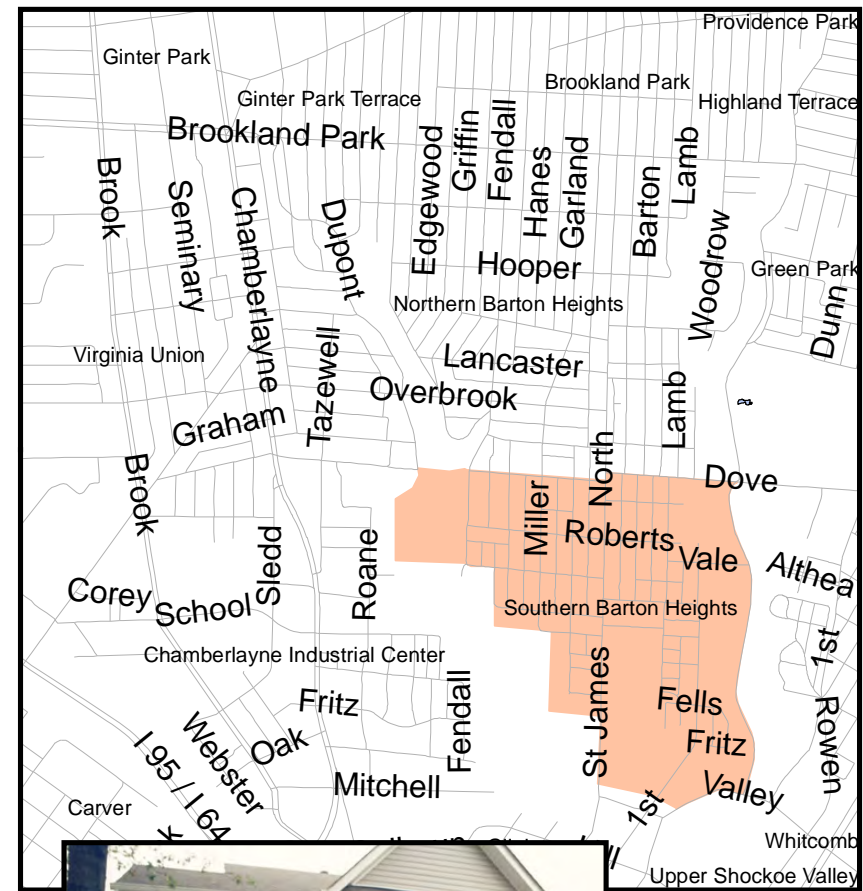 Providence Park
Ginter Park
Brookland Park
Ginter Park Terrace
Highland Terrace
Brookland Park
Brook
Seminary
Chamberlayne
Dupont
Edgewood
Griffin
Fendall
Hanes
Garland
Barton
Lamb
Woodrow
Hooper
Green Park
Dunn
Northern Barton Heights
Virginia Union
Tazewell
Lancaster
Overbrook
Lamb
Graham
North
Brook
Dove
Miller
Roberts
Vale
Althea
Sledd
Roane
Corey
School
Southern Barton Heights
1st
Chamberlayne Industrial Center
St James
Fendall
Fells
Fritz
Rowen
Fritz
Oak
Webster
I 95 / I 64
Mitchell
Valley
1st
Carver
Whitcomb
Upper Shockoe Valley